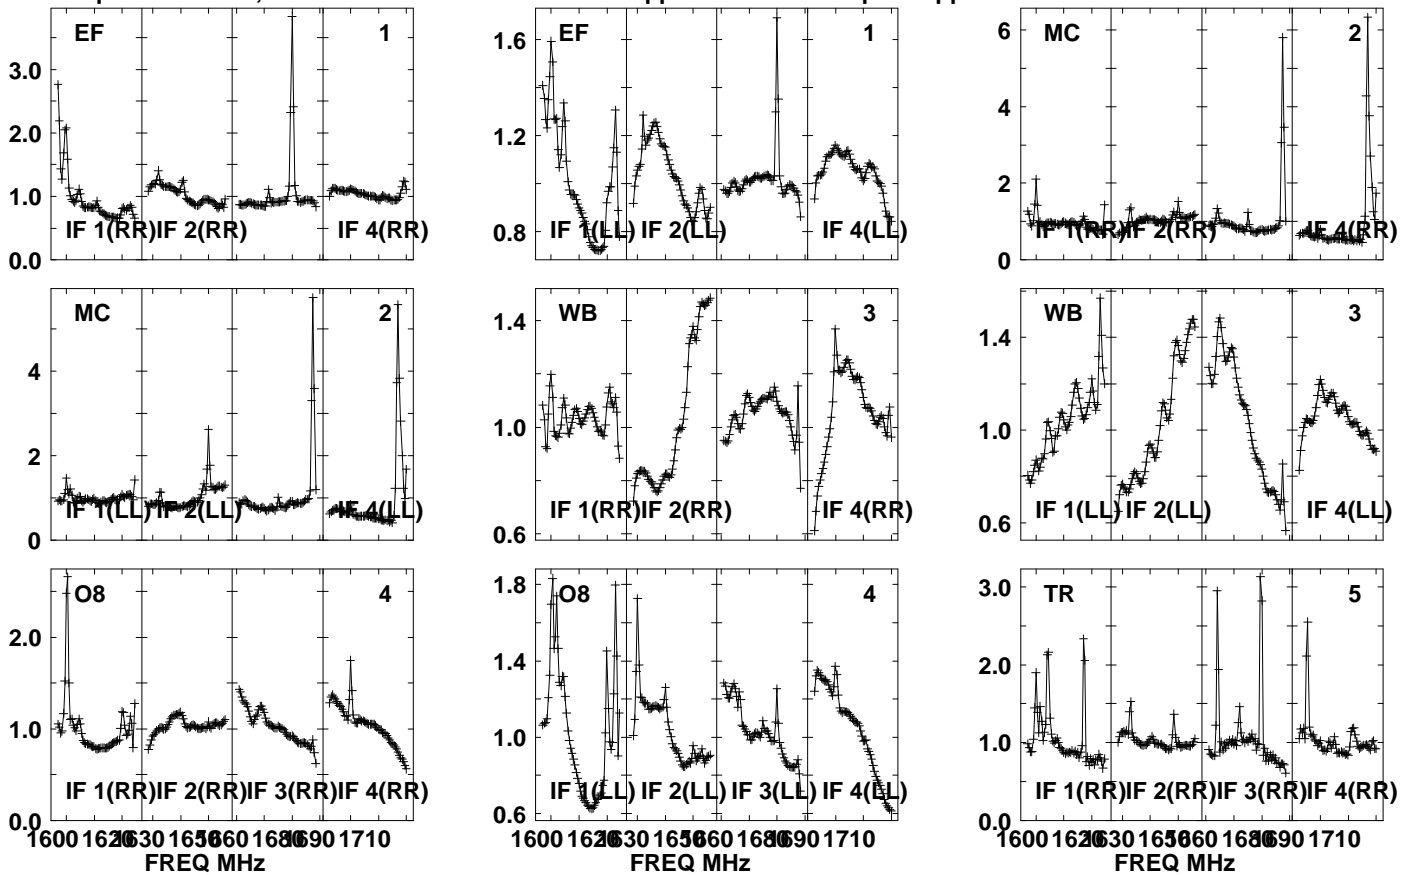 EF 1 EF 1 MC 2
3.0 1.6 6
2.0 1.2 4
1.0 2
0.8
0.0 0
IF 1(RR) IF 2(RR) IF 4(RR) IF 1(LL) IF 2(LL) IF 4(LL) IF 1(RR) IF 2(RR) IF 4(RR)
MC 2 WB 3 WB 3
4 1.4 1.4
2 1.0 1.0
0 0.6 0.6
IF 1(LL) IF 2(LL) IF 4(LL) IF 1(RR) IF 2(RR) IF 4(RR) IF 1(LL) IF 2(LL) IF 4(LL)
O8 4 O8 4 TR 5
2.0 1.8 3.0
1.0 1.4 2.0
0.0 1.0 1.0
0.6 0.0
IF 1(RR) IF 2(RR) IF 3(RR) IF 4(RR) IF 1(LL) IF 2(LL) IF 3(LL) IF 4(LL) IF 1(RR) IF 2(RR) IF 3(RR) IF 4(RR)
1600 1620 1630 1650 1660 1680 1690 1710 1600 1620 1630 1650 1660 1680 1690 1710 1600 1620 1630 1650 1660 1680 1690 1710
FREQ MHz FREQ MHz FREQ MHz